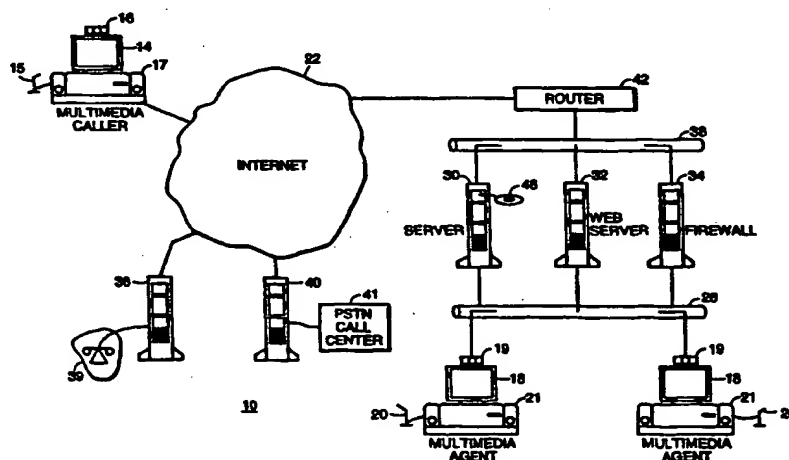 16
14
22
15
17
42
ROUTER
MULTIMEDIA
CALLER
38
INTERNET
30
46
32
34
SERVER
WEB
SERVER
FIREWALL
36
40
41
PSTN
CALL
CENTER
39
19
19
18
18
10
20
21
21
MULTIMEDIA
AGENT
MULTIMEDIA
AGENT